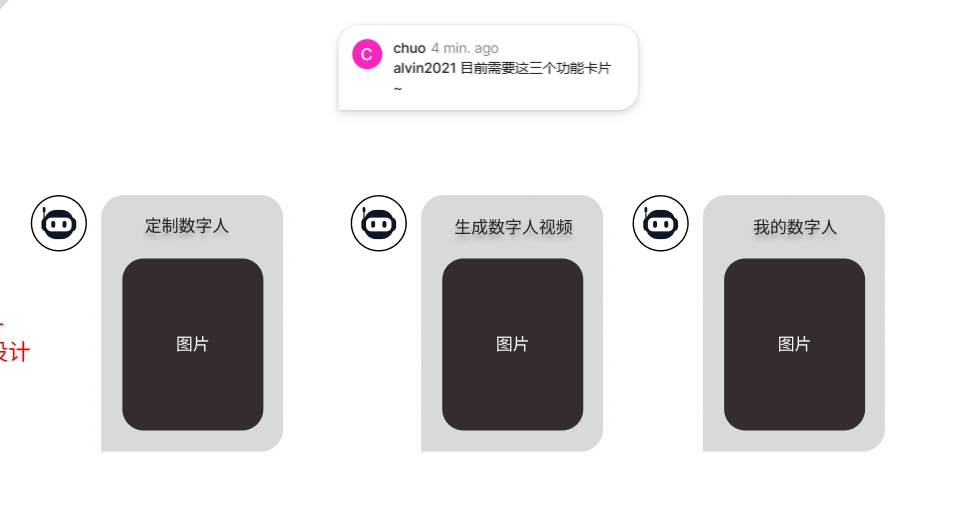 C
chuo 4 min. ago
alvin2021 目前需要这三个功能卡片
~
定制数字人
生成数字人视频
我的数字人
图片
图片
图片
设计